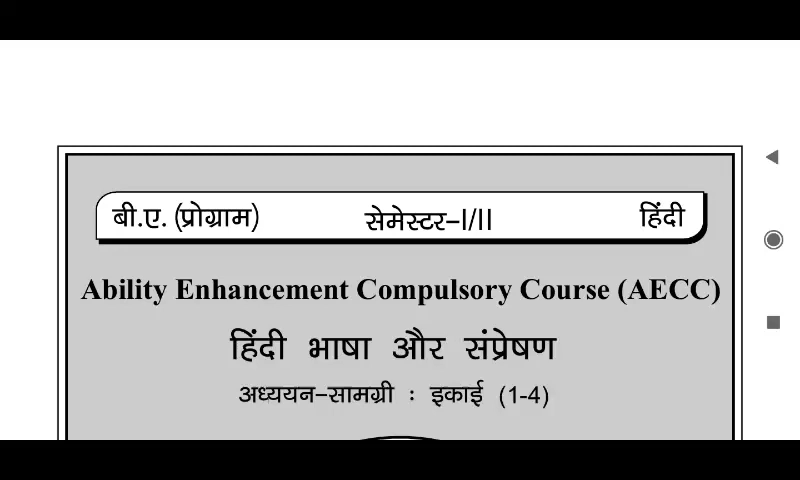 बी.ए. (प्रोग्राम) सेमेस्टर–I/II हिंदी
Ability Enhancement Compulsory Course (AECC)
हिंदी भाषा और संप्रेषण
अध्ययन-सामग्री : इकाई (1-4)